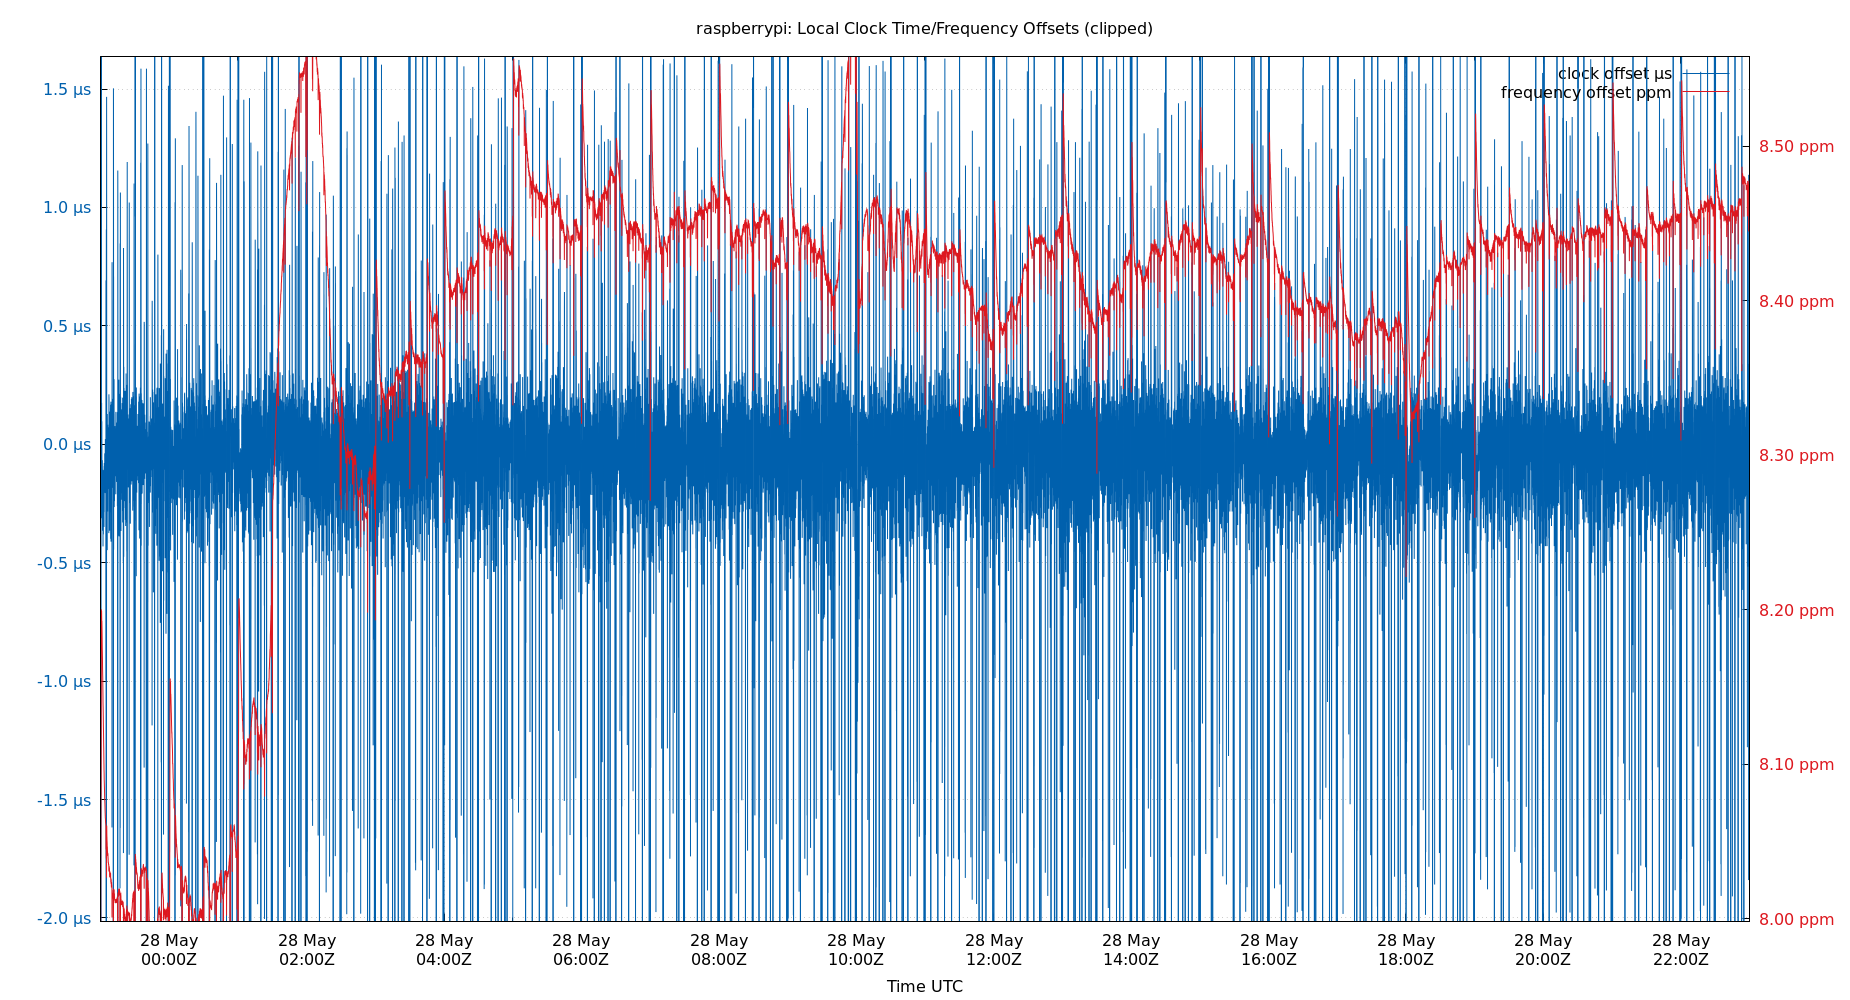 raspberrypi: Local Clock Time/Frequency Offsets (clipped)
clock offset µs
frequency offset ppm
1.5 µs
1.0 µs
0.5 µs
0.0 µs
-0.5 µs
-1.0 µs
-1.5 µs
-2.0 µs
8.50 ppm
8.40 ppm
8.30 ppm
8.20 ppm
8.10 ppm
8.00 ppm
28 May 28 May 28 May 28 May 28 May 28 May 28 May 28 May 28 May 28 May 28 May 28 May
00:00Z 02:00Z 04:00Z 06:00Z 08:00Z 10:00Z 12:00Z 14:00Z 16:00Z 18:00Z 20:00Z 22:00Z
Time UTC